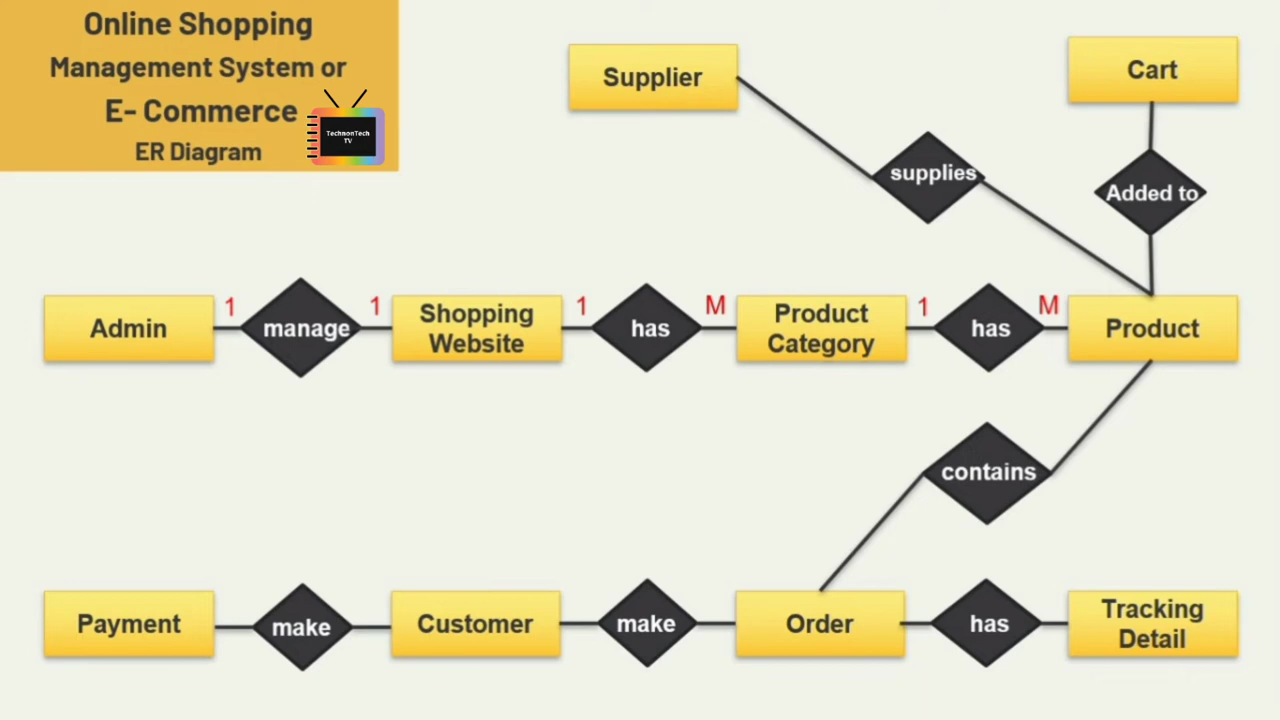 Online Shopping
Management System or
E- Commerce
ER Diagram
TechnonTech
TV
Supplier
Cart
supplies
Added to
Admin
1
manage
1
Shopping
Website
1
has
M
Product
Category
1
has
M
Product
contains
Payment
make
Customer
make
Order
has
Tracking
Detail